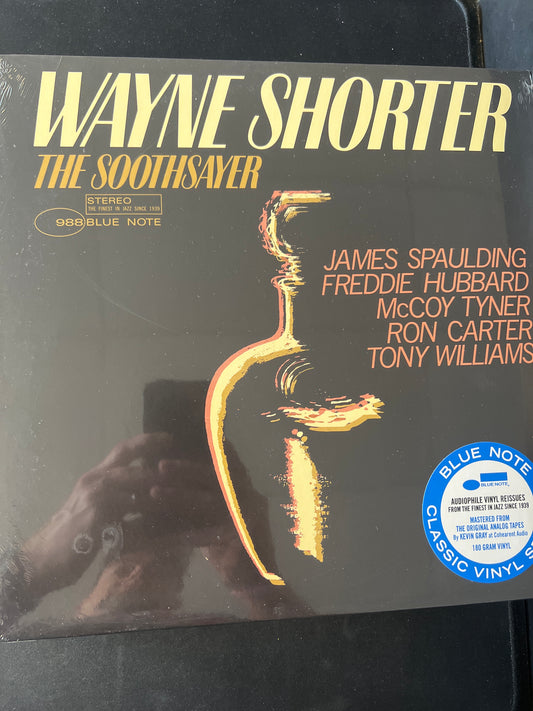 WAYNE SHORTER
THE SOOTHSAYER
STEREO
THE FINEST IN JAZZ SINCE 1939
988 BLUE NOTE
JAMES SPAULDING
FREDDIE HUBBARD
McCOY TYNER
RON CARTER
TONY WILLIAMS
BLUE NOTE
BLUE NOTE
AUDIOPHILE VINYL REISSUES
FROM THE FINEST IN JAZZ SINCE 1939
MASTERED FROM
THE ORIGINAL ANALOG TAPES
By KEVIN GRAY at Cohearent Audio
180 GRAM VINYL
CLASSIC VINYL S